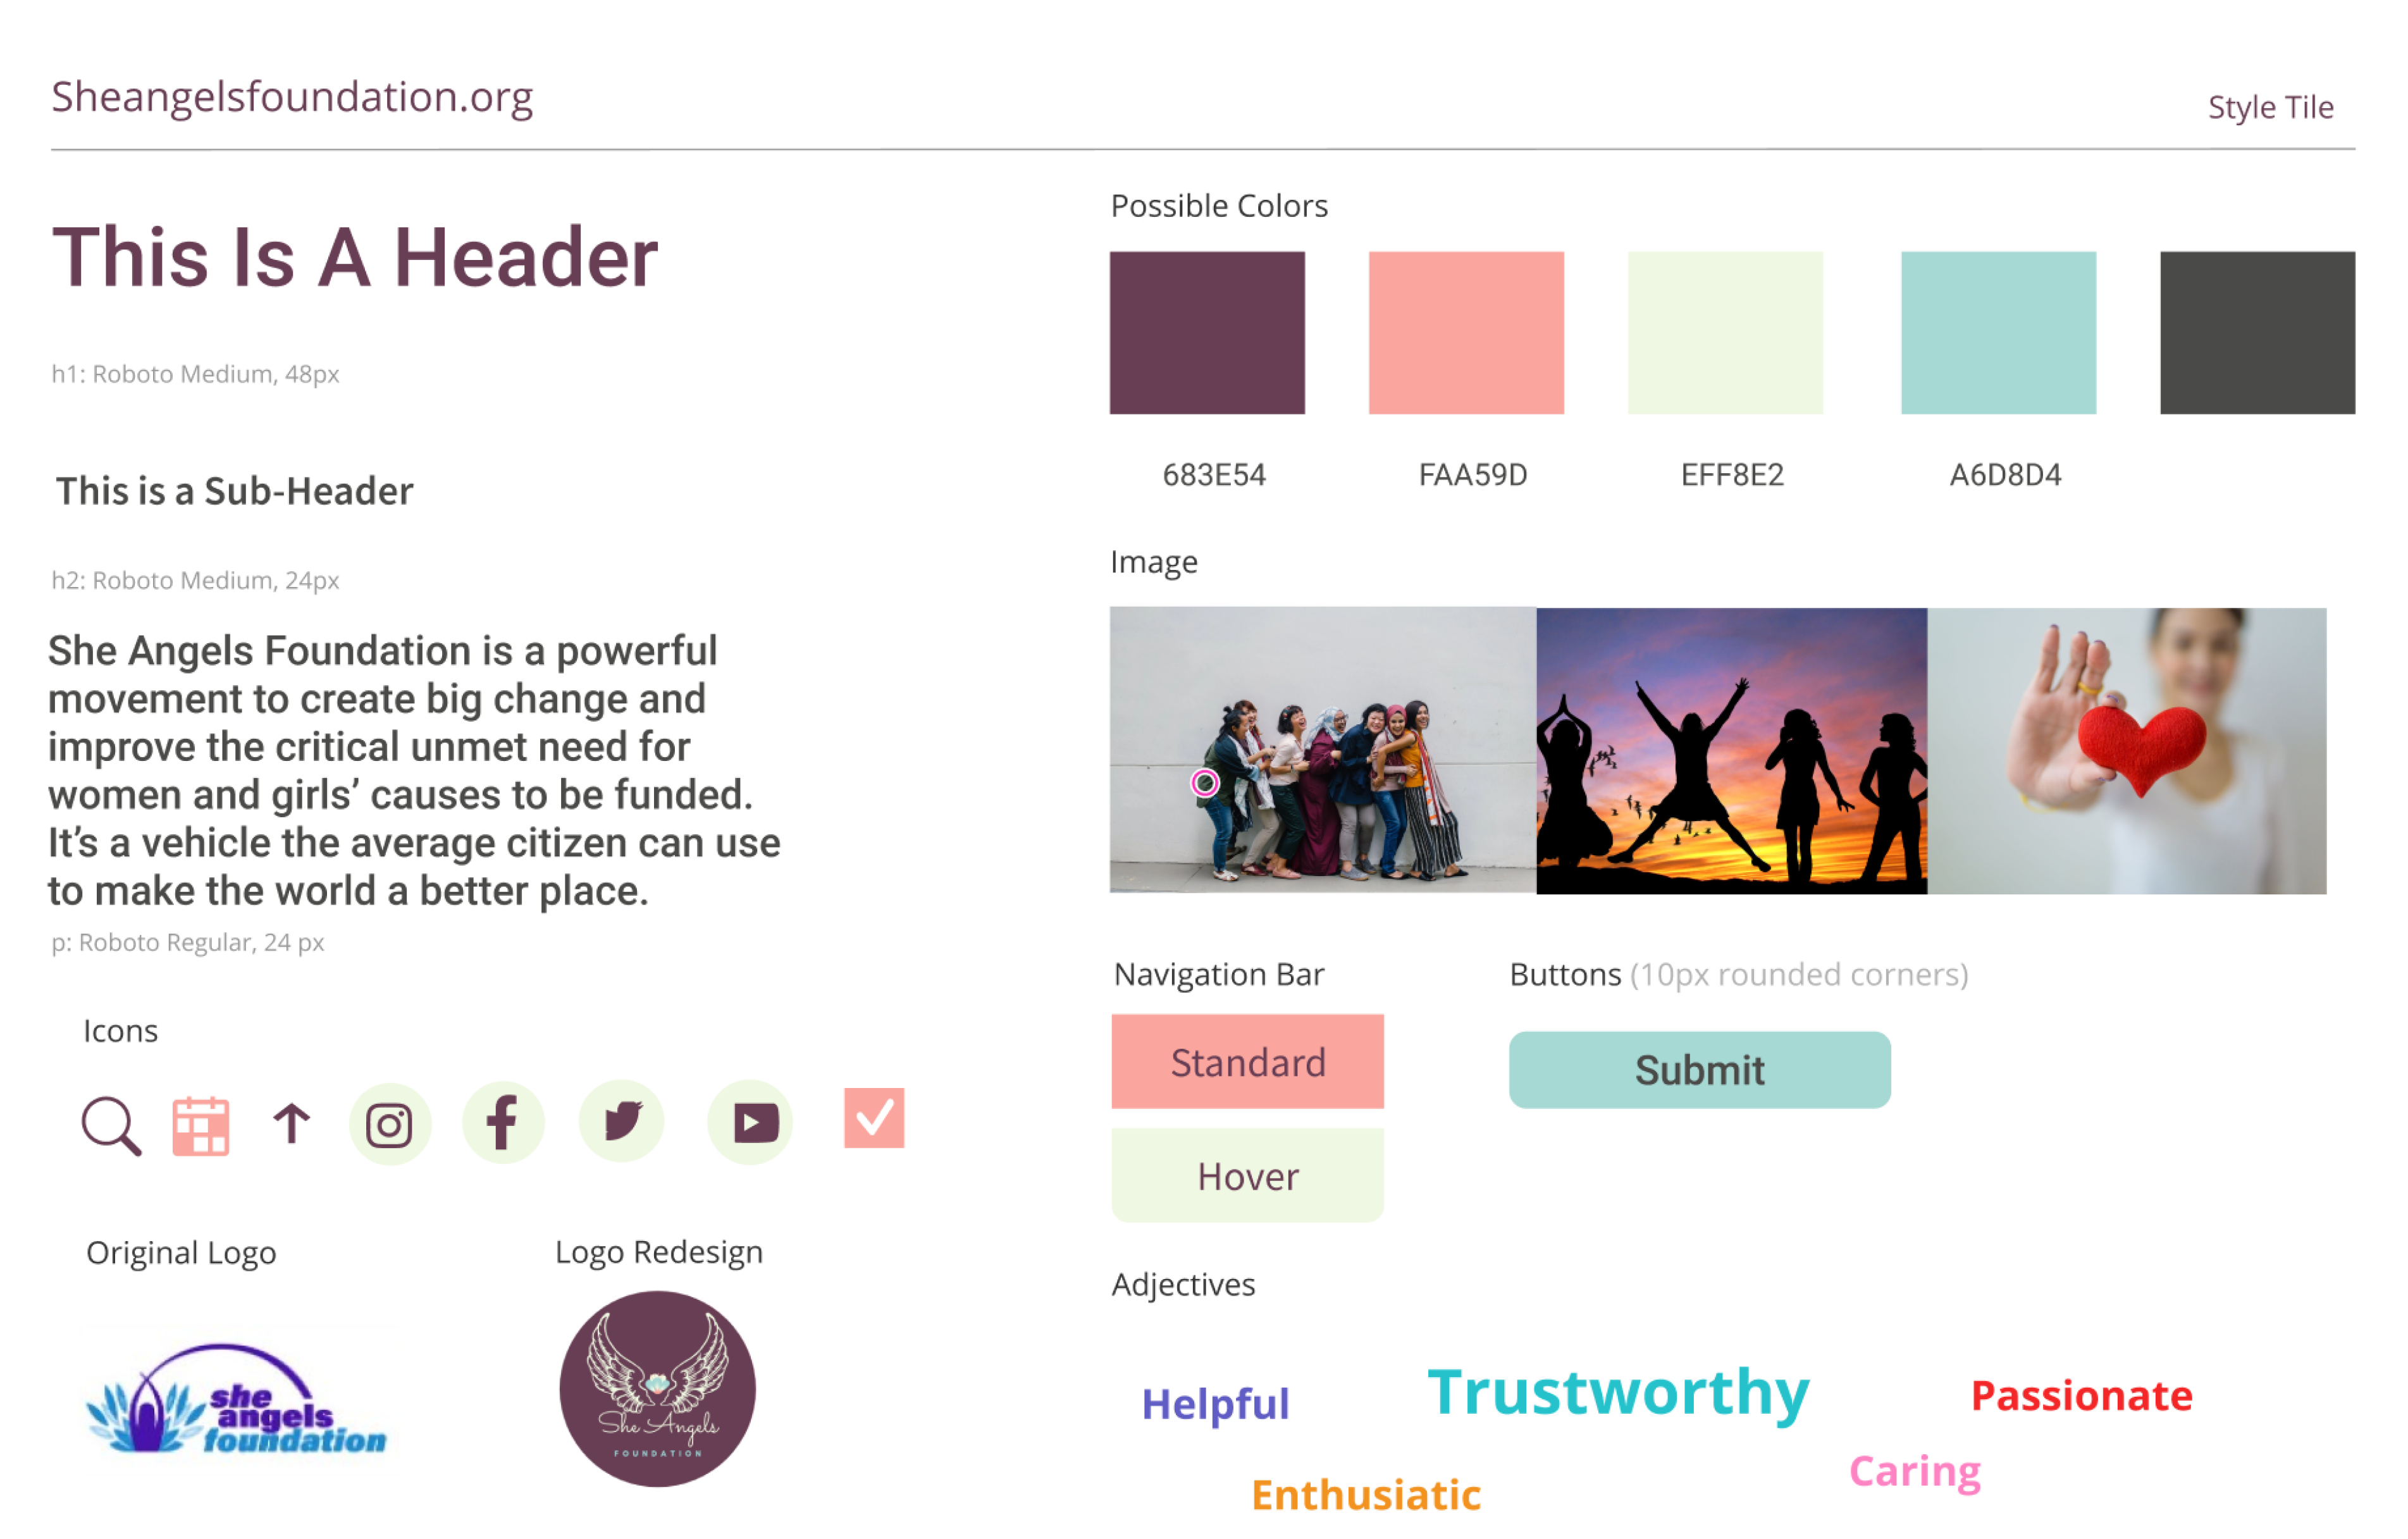 Sheangelsfoundation.org
Style Tile
This Is A Header
h1: Roboto Medium, 48px
This is a Sub-Header
h2: Roboto Medium, 24px
She Angels Foundation is a powerful
movement to create big change and
improve the critical unmet need for
women and girls’ causes to be funded.
It’s a vehicle the average citizen can use
to make the world a better place.
p: Roboto Regular, 24 px
Icons
Original Logo
she
angels
foundation
Logo Redesign
She Angels
FOUNDATION
Possible Colors
683E54
FAA59D
EFF8E2
A6D8D4
Image
Navigation Bar
Standard
Hover
Buttons (10px rounded corners)
Submit
Adjectives
Helpful
Trustworthy
Passionate
Caring
Enthusiatic